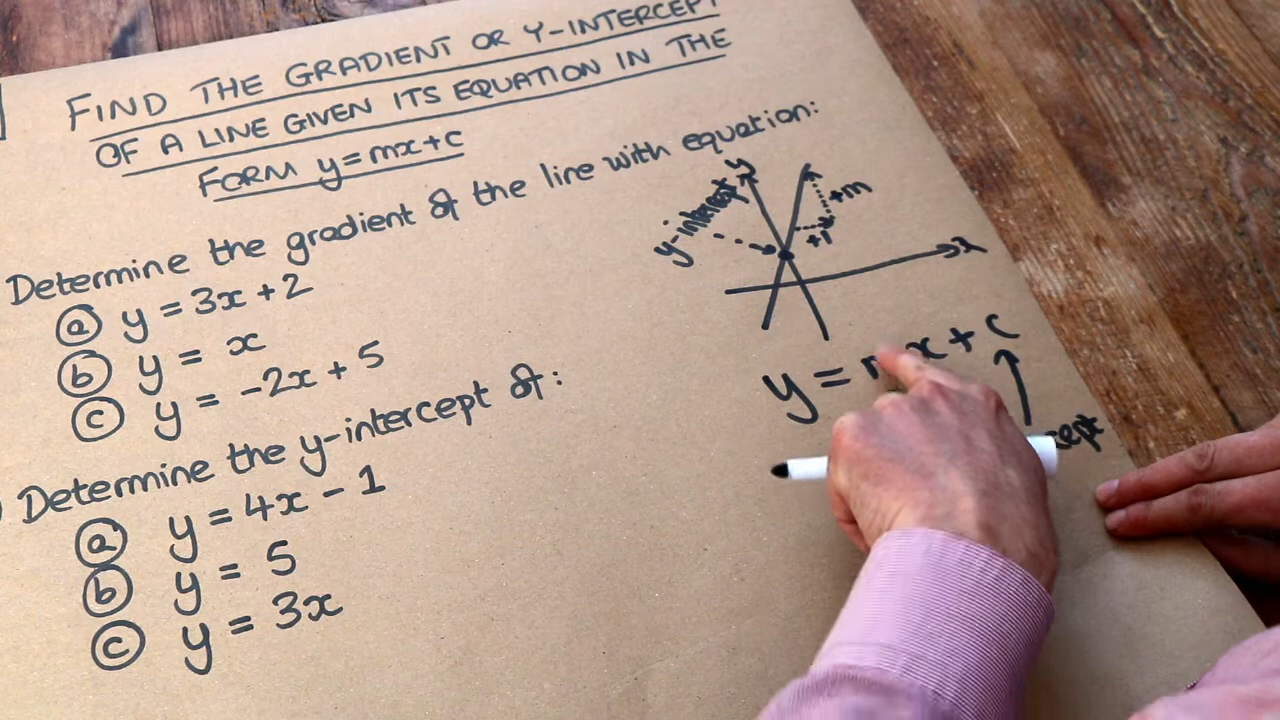 FIND THE GRADIENT OR Y-INTERCEPT
OF A LINE GIVEN ITS EQUATION IN THE
FORM y=mx+c
Determine the gradient of the line with equation:
a y = 3x + 2
b y = x
c y = -2x + 5
Determine the y-intercept of:
a y = 4x - 1
b y = 5
c y = 3x
y
y-intercept
+m
+1
x
y = mx + c